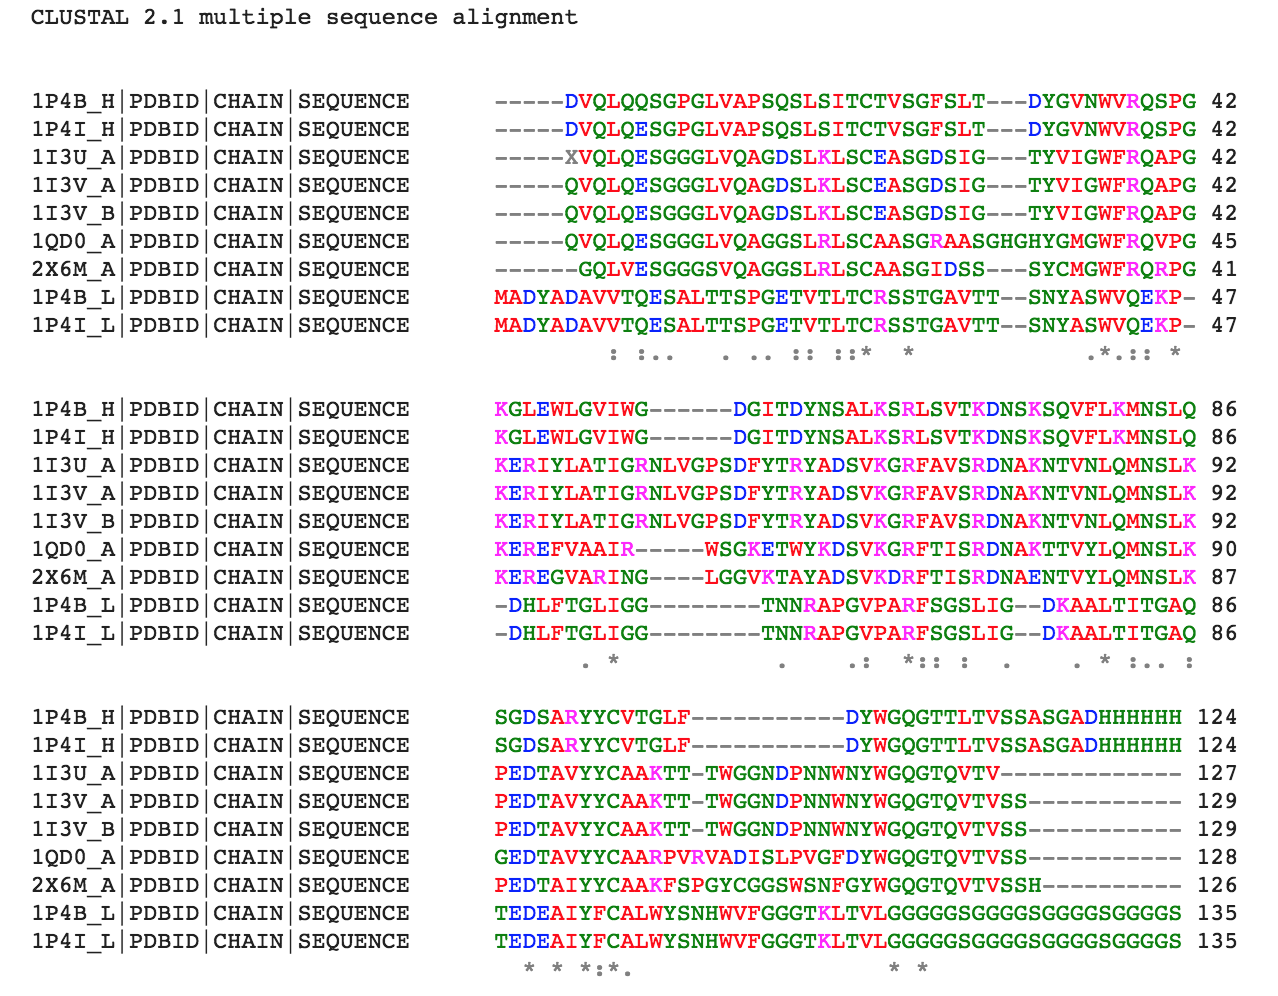 CLUSTAL 2.1 multiple sequence alignment
1P4B_H|PDBID|CHAIN|SEQUENCE      -----DVQLQQSGPGLVAPSQSLSITCTVSGFSLT---DYGVNWVRQSPG 42
1P4I_H|PDBID|CHAIN|SEQUENCE      -----DVQLQESGPGLVAPSQSLSITCTVSGFSLT---DYGVNWVRQSPG 42
1I3U_A|PDBID|CHAIN|SEQUENCE      -----XVQLQESGGGLVQAGDSLKLSCEASGDSIG---TYVIGWFRQAPG 42
1I3V_A|PDBID|CHAIN|SEQUENCE      -----QVQLQESGGGLVQAGDSLKLSCEASGDSIG---TYVIGWFRQAPG 42
1I3V_B|PDBID|CHAIN|SEQUENCE      -----QVQLQESGGGLVQAGDSLKLSCEASGDSIG---TYVIGWFRQAPG 42
1QD0_A|PDBID|CHAIN|SEQUENCE      -----QVQLQESGGGLVQAGGSLRLSCAASGRAASGHGHYGMGWFRQVPG 45
2X6M_A|PDBID|CHAIN|SEQUENCE      ------GQLVESGGGSVQAGGSLRLSCAASGIDSS---SYCMGWFRQRPG 41
1P4B_L|PDBID|CHAIN|SEQUENCE      MADYADAVVTQESALTTSPGETVTLTCRSSTGAVTT--SNYASWVQEKP- 47
1P4I_L|PDBID|CHAIN|SEQUENCE      MADYADAVVTQESALTTSPGETVTLTCRSSTGAVTT--SNYASWVQEKP- 47
                                         : :..   . .. :: ::*  *            .*.:: *
1P4B_H|PDBID|CHAIN|SEQUENCE      KGLEWLGVIWG------DGITDYNSALKSRLSVTKDNSKSQVFLKMNSLQ 86
1P4I_H|PDBID|CHAIN|SEQUENCE      KGLEWLGVIWG------DGITDYNSALKSRLSVTKDNSKSQVFLKMNSLQ 86
1I3U_A|PDBID|CHAIN|SEQUENCE      KERIYLATIGRNLVGPSDFYTRYADSVKGRFAVSRDNAKNTVNLQMNSLK 92
1I3V_A|PDBID|CHAIN|SEQUENCE      KERIYLATIGRNLVGPSDFYTRYADSVKGRFAVSRDNAKNTVNLQMNSLK 92
1I3V_B|PDBID|CHAIN|SEQUENCE      KERIYLATIGRNLVGPSDFYTRYADSVKGRFAVSRDNAKNTVNLQMNSLK 92
1QD0_A|PDBID|CHAIN|SEQUENCE      KEREFVAAIR-----WSGKETWYKDSVKGRFTISRDNAKTTVYLQMNSLK 90
2X6M_A|PDBID|CHAIN|SEQUENCE      KEREGVARING----LGGVKTAYADSVKDRFTISRDNAENTVYLQMNSLK 87
1P4B_L|PDBID|CHAIN|SEQUENCE      -DHLFTGLIGG--------TNNRAPGVPARFSGSLIG--DKAALTITGAQ 86
1P4I_L|PDBID|CHAIN|SEQUENCE      -DHLFTGLIGG--------TNNRAPGVPARFSGSLIG--DKAALTITGAQ 86
                                       . *           .    .:  *:: :  .    . * :.. :
1P4B_H|PDBID|CHAIN|SEQUENCE      SGDSARYYCVTGLF-----------DYWGQGTTLTVSSASGADHHHHHH 124
1P4I_H|PDBID|CHAIN|SEQUENCE      SGDSARYYCVTGLF-----------DYWGQGTTLTVSSASGADHHHHHH 124
1I3U_A|PDBID|CHAIN|SEQUENCE      PEDTAVYYCAAKTT-TWGGNDPNNWNYWGQGTQVTV------------- 127
1I3V_A|PDBID|CHAIN|SEQUENCE      PEDTAVYYCAAKTT-TWGGNDPNNWNYWGQGTQVTVSS----------- 129
1I3V_B|PDBID|CHAIN|SEQUENCE      PEDTAVYYCAAKTT-TWGGNDPNNWNYWGQGTQVTVSS----------- 129
1QD0_A|PDBID|CHAIN|SEQUENCE      GEDTAVYYCAARPVRVADISLPVGFDYWGQGTQVTVSS----------- 128
2X6M_A|PDBID|CHAIN|SEQUENCE      PEDTAIYYCAAKFSPGYCGGSWSNFGYWGQGTQVTVSSH---------- 126
1P4B_L|PDBID|CHAIN|SEQUENCE      TEDEAIYFCALWYSNHWVFGGGTKLTVLGGGGGSGGGGSGGGGSGGGGS 135
1P4I_L|PDBID|CHAIN|SEQUENCE      TEDEAIYFCALWYSNHWVFGGGTKLTVLGGGGGSGGGGSGGGGSGGGGS 135
                                   * * *:*.                   * *